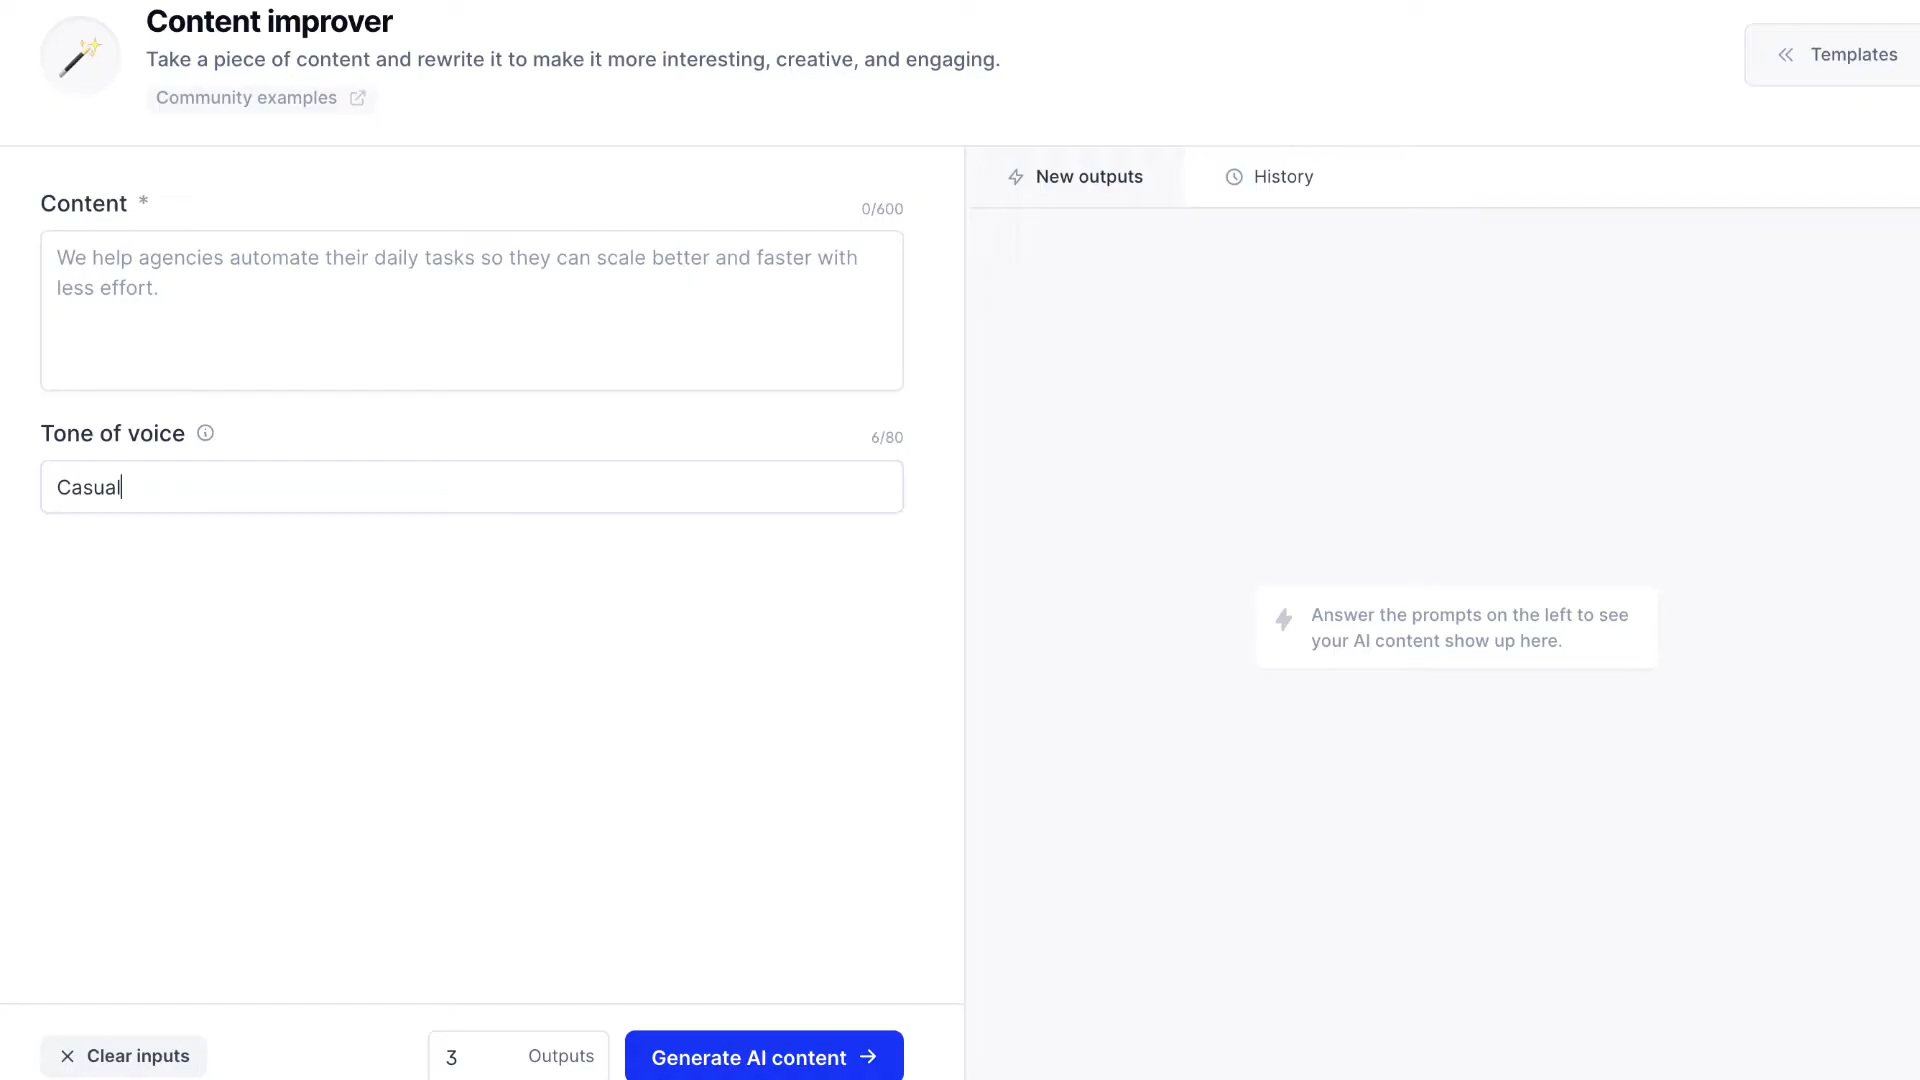 Content improver
Take a piece of content and rewrite it to make it more interesting, creative, and engaging.
Community examples
Templates
Content *
0/600
We help agencies automate their daily tasks so they can scale better and faster with
less effort.
Tone of voice
6/80
Casual
Clear inputs
3 Outputs
Generate AI content
New outputs
History
Answer the prompts on the left to see
your AI content show up here.